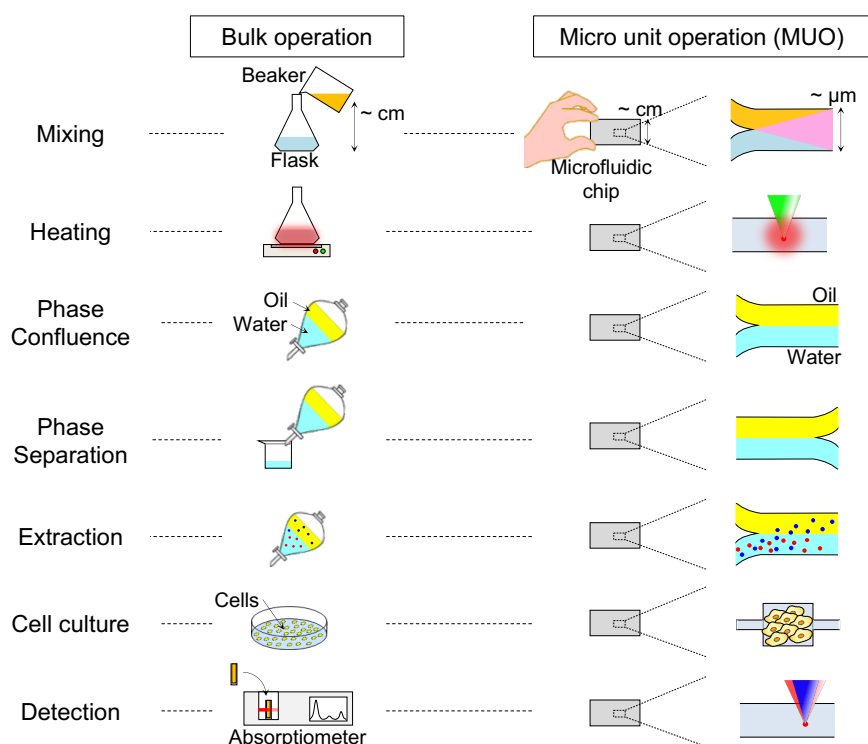 Bulk operation
Micro unit operation (MUO)
Mixing
Beaker
~ cm
Flask
~ cm
Microfluidic
chip
~ μm
Heating
Phase
Confluence
Oil
Water
Oil
Water
Phase
Separation
Extraction
Cell culture
Cells
Detection
Absorptiometer